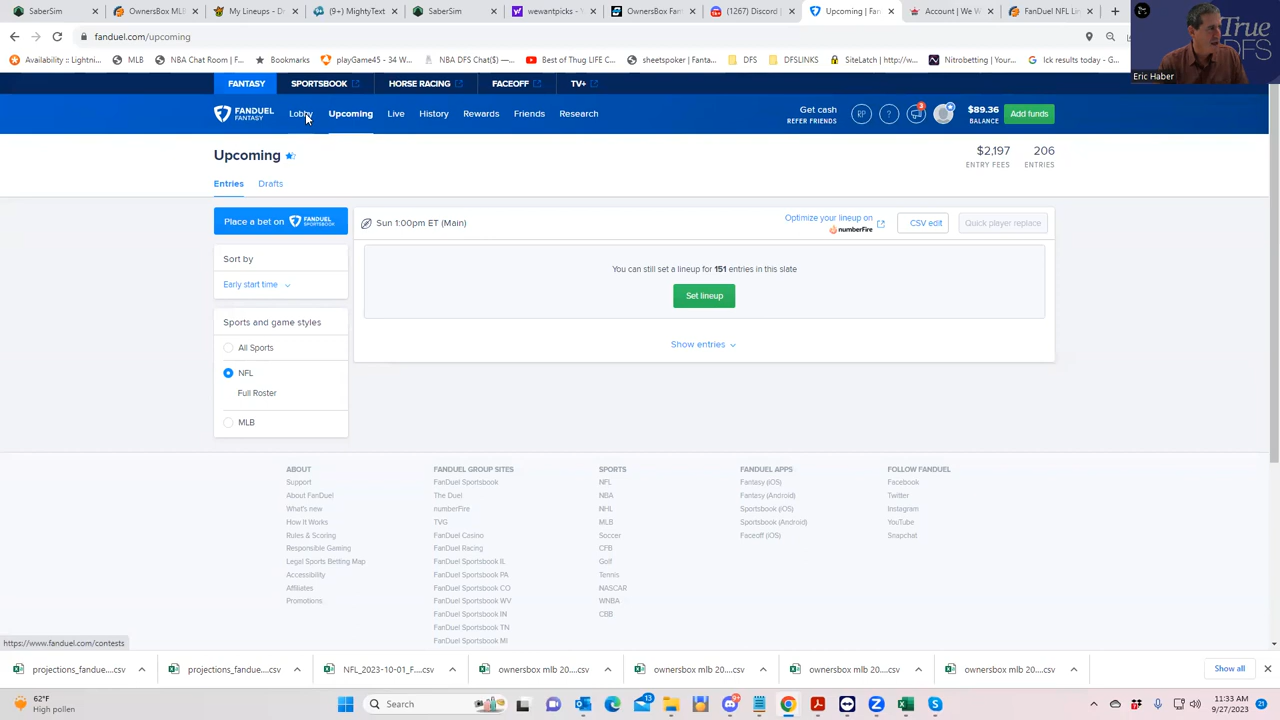 SaberSim
OwnersBox MLB
My Lineups | D
(9+) MightyText
SaberSim
yewantpicks - Y
OwnersBox Fan
(1267) Discord |
Upcoming | Fan
Account | We W
FanDuel NFL Lin
fanduel.com/upcoming
Availability :: Lightni...
MLB
NBA Chat Room | F...
Bookmarks
playGame45 - 34 W...
NBA DFS Chat($) —...
Best of Thug LIFE C...
sheetspoker | Fanta...
DFS
DFSLINKS
SiteLatch | http://w...
Nitrobetting | Your...
lck results today - G...
True
DFS
Eric Haber
FANTASY
SPORTSBOOK
HORSE RACING
FACEOFF
TV+
FANDUEL
FANTASY
Lobby
Upcoming
Live
History
Rewards
Friends
Research
Get cash
REFER FRIENDS
RP
?
3
$89.36
BALANCE
Add funds
Upcoming
$2,197
206
ENTRY FEES
ENTRIES
Entries
Drafts
Place a bet on FANDUEL SPORTSBOOK
Sun 1:00pm ET (Main)
Optimize your lineup on
numberFire
CSV edit
Quick player replace
Sort by
Early start time
You can still set a lineup for 151 entries in this slate
Set lineup
Show entries
Sports and game styles
All Sports
NFL
Full Roster
MLB
ABOUT
Support
About FanDuel
What's new
How It Works
Rules & Scoring
Responsible Gaming
Legal Sports Betting Map
Accessibility
Affiliates
Promotions
FANDUEL GROUP SITES
FanDuel Sportsbook
The Duel
numberFire
TVG
FanDuel Casino
FanDuel Racing
FanDuel Sportsbook IL
FanDuel Sportsbook PA
FanDuel Sportsbook CO
FanDuel Sportsbook WV
FanDuel Sportsbook IN
FanDuel Sportsbook TN
FanDuel Sportsbook MI
SPORTS
NFL
NBA
NHL
MLB
Soccer
CFB
Golf
Tennis
NASCAR
WNBA
CBB
FANDUEL APPS
Fantasy (iOS)
Fantasy (Android)
Sportsbook (iOS)
Sportsbook (Android)
Faceoff (iOS)
FOLLOW FANDUEL
Facebook
Twitter
Instagram
YouTube
Snapchat
https://www.fanduel.com/contests
projections_fandue....csv
projections_fandue....csv
NFL_2023-10-01_F....csv
ownersbox mlb 20....csv
ownersbox mlb 20....csv
ownersbox mlb 20....csv
ownersbox mlb 20....csv
Show all
62°F
High pollen
Search
13
11:33 AM
9/27/2023